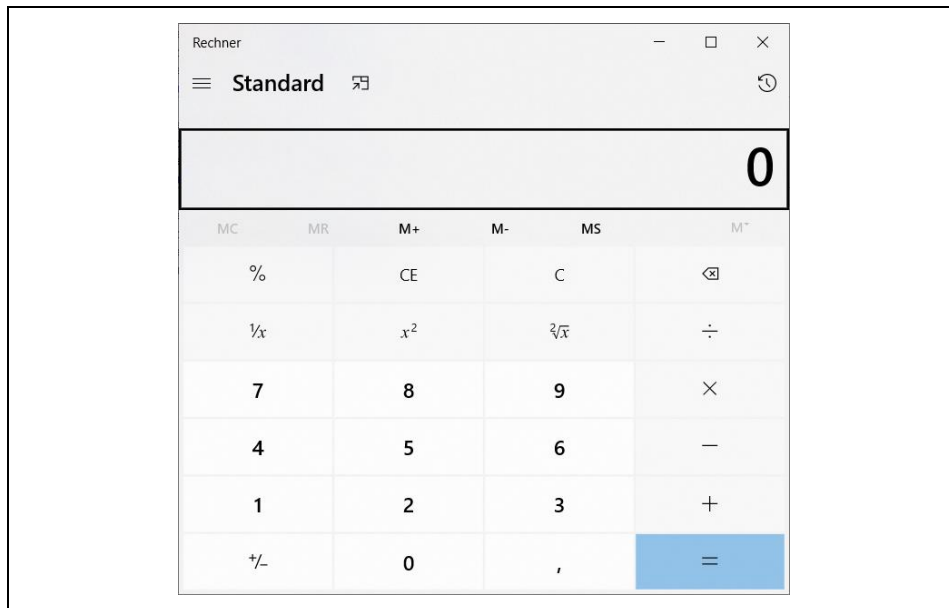 Rechner
Standard
0
MC MR M+ M- MS M˅
% CE C
¹/x x² ²√x ÷
7 8 9 ×
4 5 6 −
1 2 3 +
+/− 0 , =